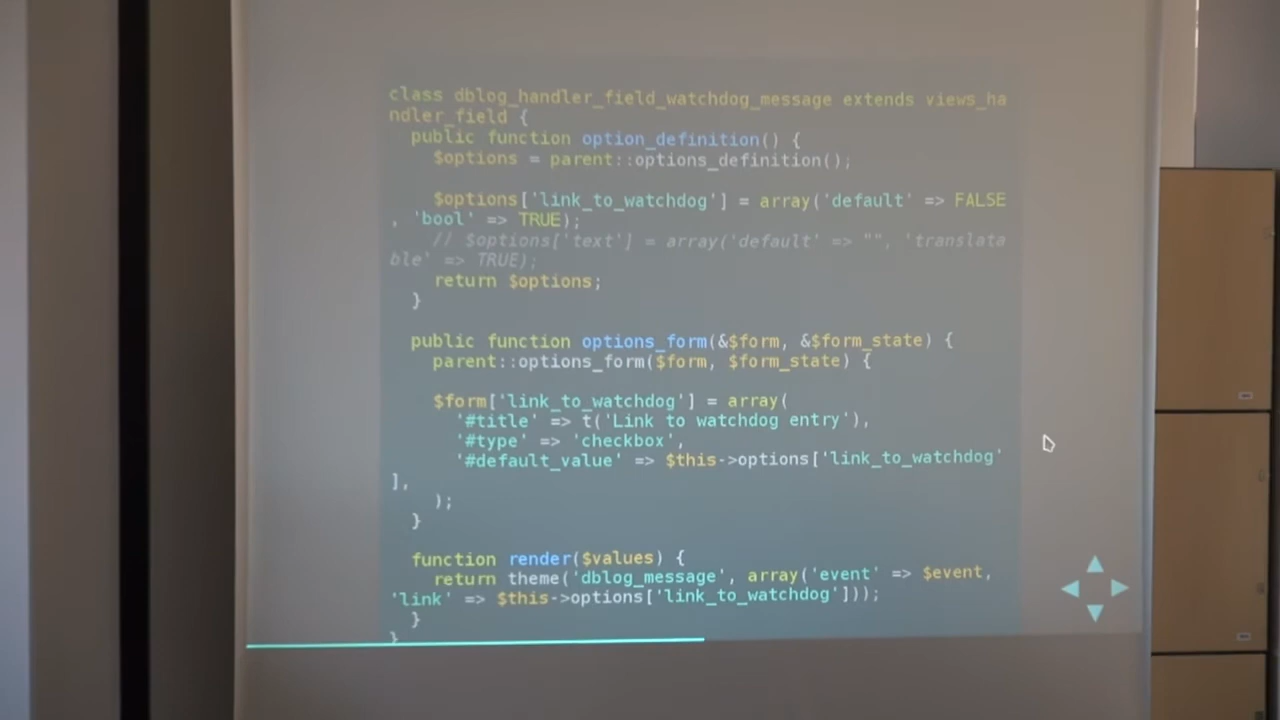 class dblog_handler_field_watchdog_message extends views_ha
ndler_field {
  public function option_definition() {
    $options = parent::options_definition();

    $options['link_to_watchdog'] = array('default' => FALSE
, 'bool' => TRUE);
    // $options['text'] = array('default' => "", 'translata
ble' => TRUE);
    return $options;
  }

  public function options_form(&$form, &$form_state) {
    parent::options_form($form, $form_state) {

    $form['link_to_watchdog'] = array(
      '#title' => t('Link to watchdog entry'),
      '#type' => 'checkbox',
      '#default_value' => $this->options['link_to_watchdog'
],
    );
  }

  function render($values) {
    return theme('dblog_message', array('event' => $event,
'link' => $this->options['link_to_watchdog']));
  }
}